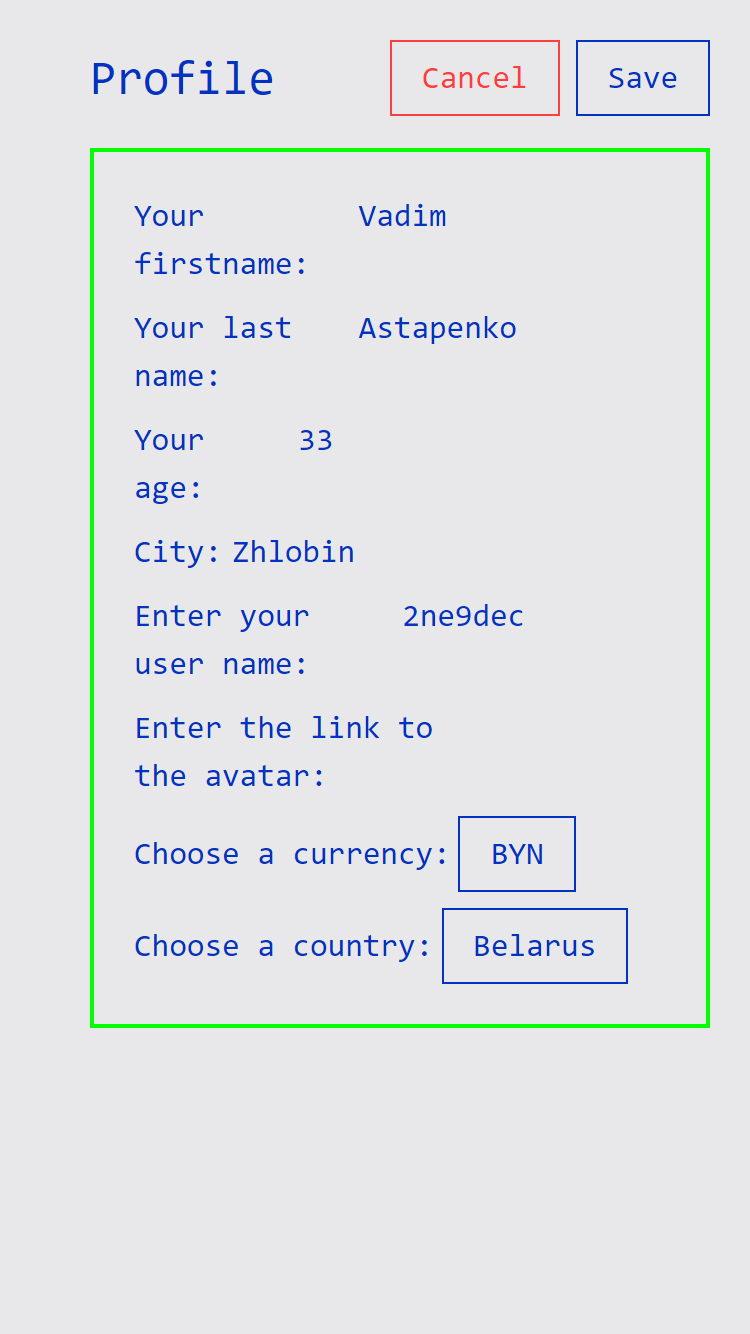 Profile Cancel Save
Your Vadim
firstname:
Your last Astapenko
name:
Your 33
age:
City: Zhlobin
Enter your 2ne9dec
user name:
Enter the link to
the avatar:
Choose a currency: BYN
Choose a country: Belarus